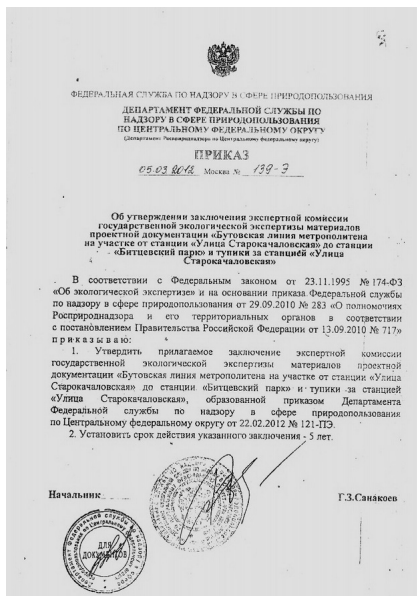 ФЕДЕРАЛЬНАЯ СЛУЖБА ПО НАДЗОРУ В СФЕРЕ ПРИРОДОПОЛЬЗОВАНИЯ
ДЕПАРТАМЕНТ ФЕДЕРАЛЬНОЙ СЛУЖБЫ ПО
НАДЗОРУ В СФЕРЕ ПРИРОДОПОЛЬЗОВАНИЯ
ПО ЦЕНТРАЛЬНОМУ ФЕДЕРАЛЬНОМУ ОКРУГУ
(Департамент Росприроднадзора по Центральному федеральному округу)
ПРИКАЗ
05.03.2012 Москва № 139-Э
Об утверждении заключения экспертной комиссии
государственной экологической экспертизы материалов
проектной документации «Бутовская линия метрополитена
на участке от станции «Улица Старокачаловская» до станции
«Битцевский парк» и тупики за станцией «Улица
Старокачаловская»
В соответствии с Федеральным законом от 23.11.1995 №174-ФЗ
«Об экологической экспертизе» и на основании приказа Федеральной службы
по надзору в сфере природопользования от 29.09.2010 № 283 «О полномочиях
Росприроднадзора и его территориальных органов в соответствии
с постановлением Правительства Российской Федерации от 13.09.2010 № 717»
приказываю:
1. Утвердить прилагаемое заключение экспертной комиссии
государственной экологической экспертизы материалов проектной
документации «Бутовская линия метрополитена на участке от станции «Улица
Старокачаловская» до станции «Битцевский парк» и тупики за станцией
«Улица Старокачаловская», образованной приказом Департамента
Федеральной службы по надзору в сфере природопользования
по Центральному федеральному округу от 22.02.2012 № 121-ПЭ.
2. Установить срок действия указанного заключения - 5 лет.
Начальник Г.З.Санакоев
ДЛЯ
ДОКУМЕНТОВ